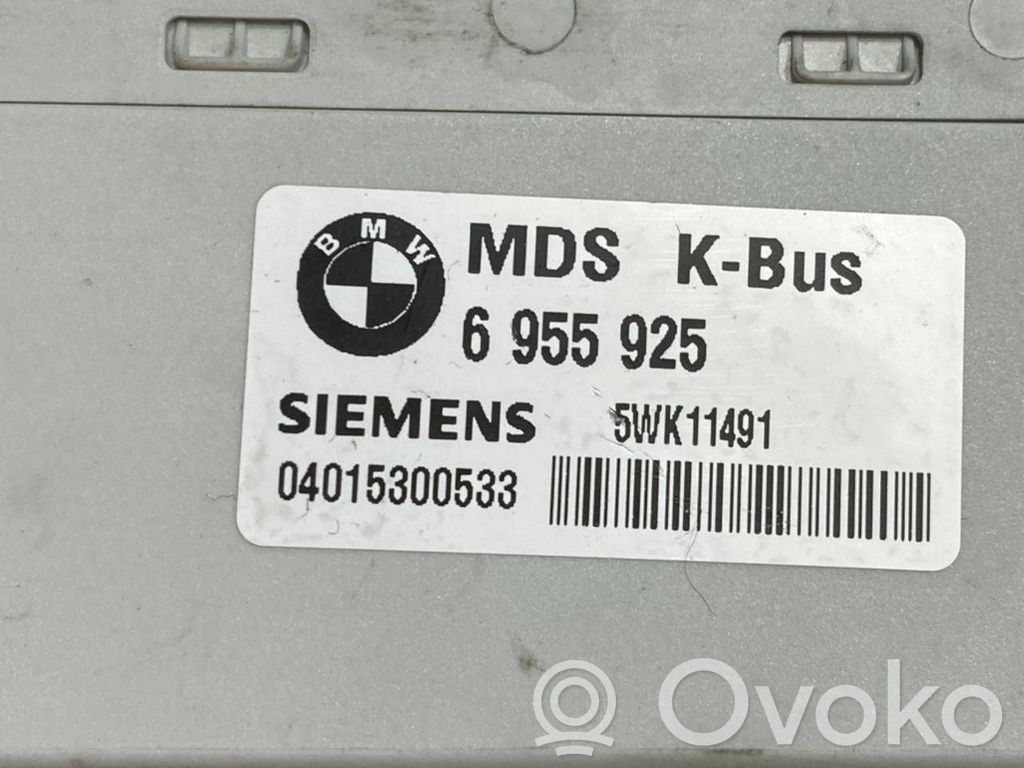 BMW MDS K-Bus
6 955 925
SIEMENS 5WK11491
04015300533
Ovoko